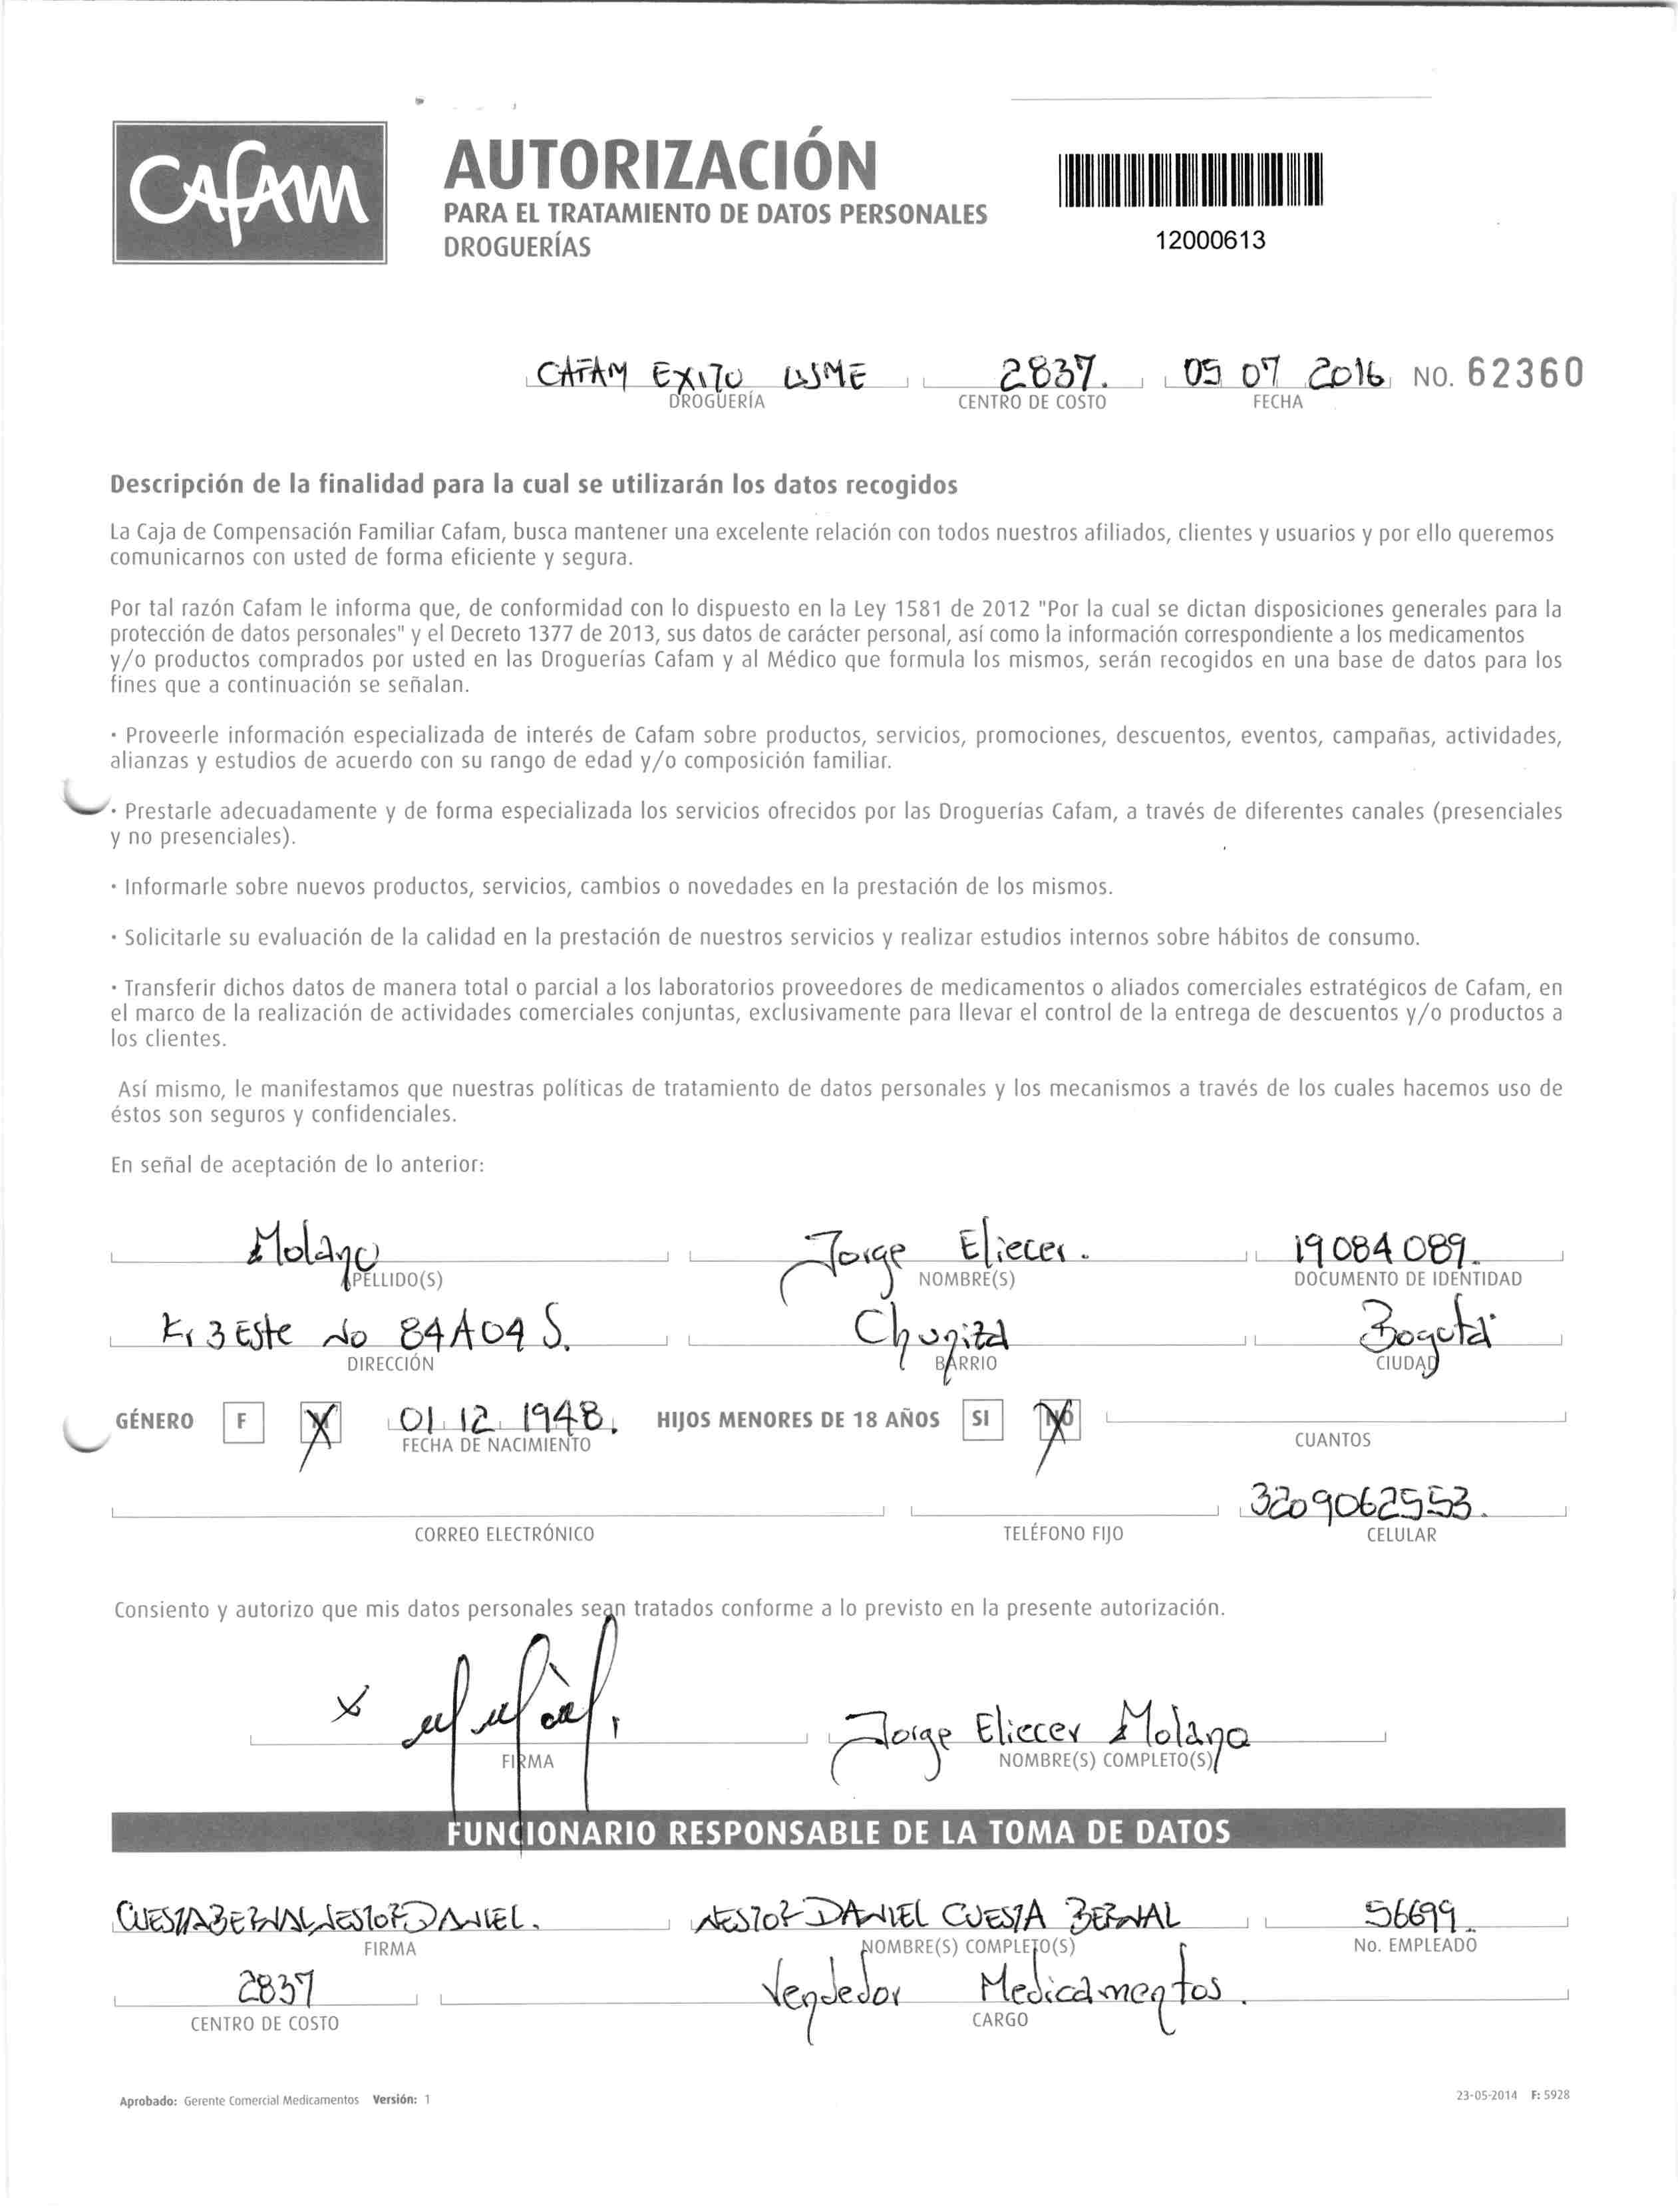 CAFAM
AUTORIZACIÓN
PARA EL TRATAMIENTO DE DATOS PERSONALES
DROGUERÍAS
12000613
CAFAM EXITO USME 2837. 05 07 2016 NO. 62360
DROGUERÍA CENTRO DE COSTO FECHA
Descripción de la finalidad para la cual se utilizarán los datos recogidos
La Caja de Compensación Familiar Cafam, busca mantener una excelente relación con todos nuestros afiliados, clientes y usuarios y por ello queremos
comunicarnos con usted de forma eficiente y segura.
Por tal razón Cafam le informa que, de conformidad con lo dispuesto en la Ley 1581 de 2012 "Por la cual se dictan disposiciones generales para la
protección de datos personales" y el Decreto 1377 de 2013, sus datos de carácter personal, así como la información correspondiente a los medicamentos
y/o productos comprados por usted en las Droguerías Cafam y al Médico que formula los mismos, serán recogidos en una base de datos para los
fines que a continuación se señalan.
· Proveerle información especializada de interés de Cafam sobre productos, servicios, promociones, descuentos, eventos, campañas, actividades,
alianzas y estudios de acuerdo con su rango de edad y/o composición familiar.
· Prestarle adecuadamente y de forma especializada los servicios ofrecidos por las Droguerías Cafam, a través de diferentes canales (presenciales
y no presenciales).
· Informarle sobre nuevos productos, servicios, cambios o novedades en la prestación de los mismos.
· Solicitarle su evaluación de la calidad en la prestación de nuestros servicios y realizar estudios internos sobre hábitos de consumo.
· Transferir dichos datos de manera total o parcial a los laboratorios proveedores de medicamentos o aliados comerciales estratégicos de Cafam, en
el marco de la realización de actividades comerciales conjuntas, exclusivamente para llevar el control de la entrega de descuentos y/o productos a
los clientes.
Así mismo, le manifestamos que nuestras políticas de tratamiento de datos personales y los mecanismos a través de los cuales hacemos uso de
éstos son seguros y confidenciales.
En señal de aceptación de lo anterior:
Molano Jorge Eliecer. 19084089.
APELLIDO(S) NOMBRE(S) DOCUMENTO DE IDENTIDAD
Kr 3 Este No 84A04 S. Chuniza Bogotá
DIRECCIÓN BARRIO CIUDAD
GÉNERO F X 01 12 1948. HIJOS MENORES DE 18 AÑOS SI NO
FECHA DE NACIMIENTO CUANTOS
3209062553.
CORREO ELECTRÓNICO TELÉFONO FIJO CELULAR
Consiento y autorizo que mis datos personales sean tratados conforme a lo previsto en la presente autorización.
X Jorge Eliecer Molano
FIRMA NOMBRE(S) COMPLETO(S)
FUNCIONARIO RESPONSABLE DE LA TOMA DE DATOS
CUESTA BERNAL NESTOR DANIEL. NESTOR DANIEL CUESTA BERNAL 56699.
FIRMA NOMBRE(S) COMPLETO(S) No. EMPLEADO
2837 Vendedor Medicamentos.
CENTRO DE COSTO CARGO
Aprobado: Gerente Comercial Medicamentos Versión: 1 23-05-2014 F: 5928